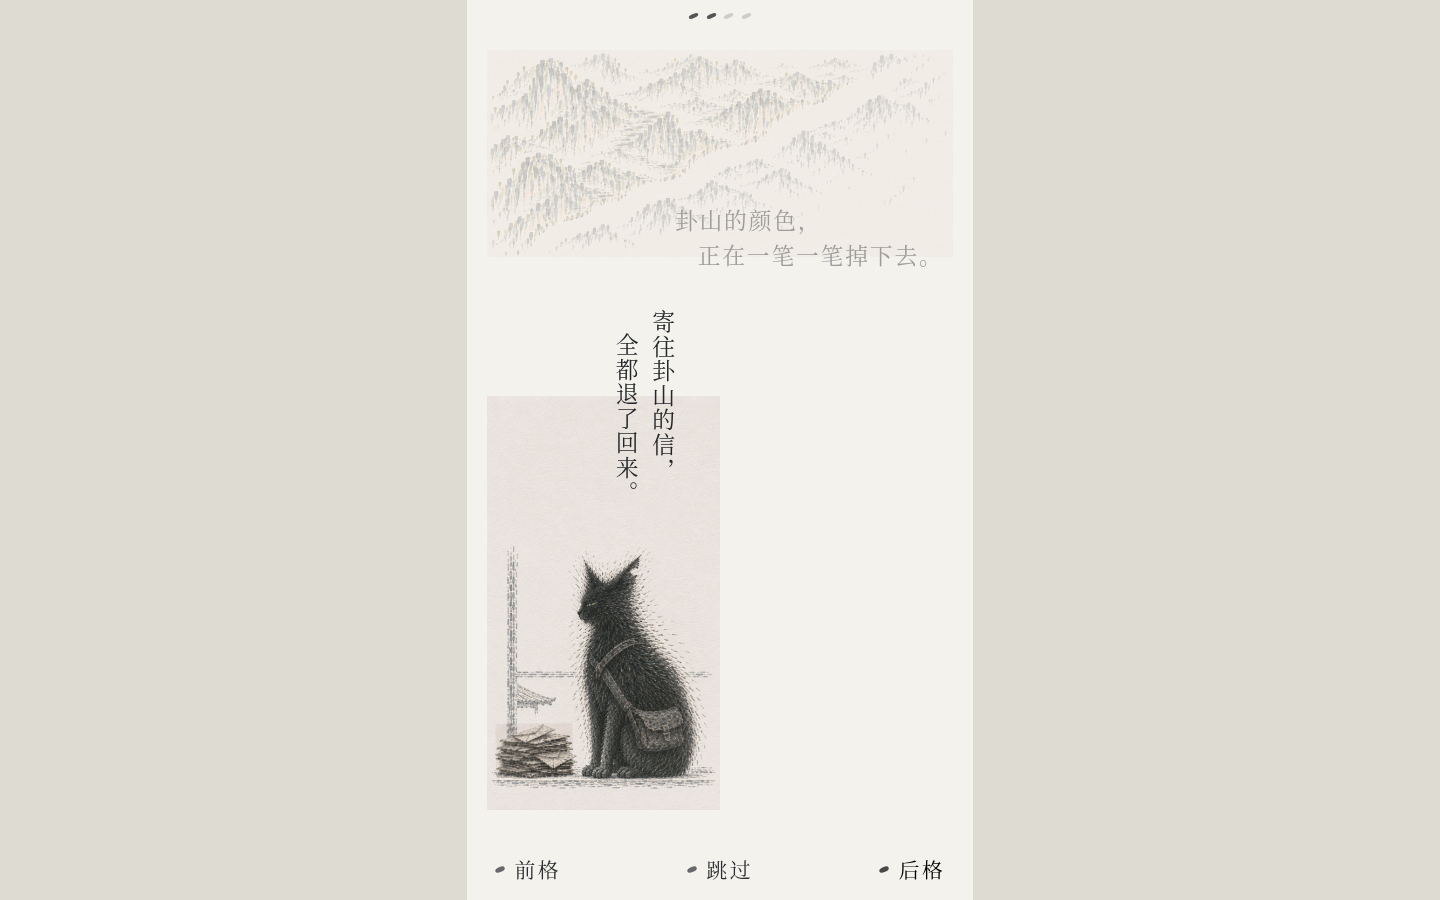 卦山的颜色，
正在一笔一笔掉下去。
寄往卦山的信，
全都退了回来。
前格
跳过
后格